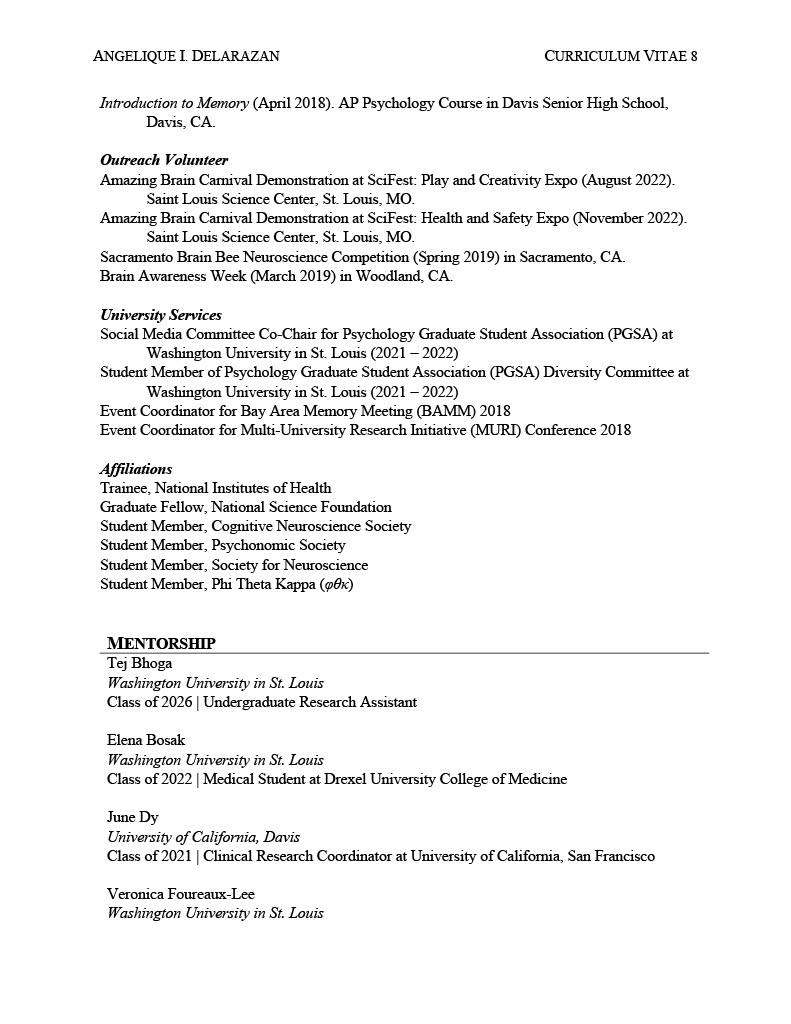 ANGELIQUE I. DELARAZAN CURRICULUM VITAE 8
Introduction to Memory (April 2018). AP Psychology Course in Davis Senior High School,
Davis, CA.
Outreach Volunteer
Amazing Brain Carnival Demonstration at SciFest: Play and Creativity Expo (August 2022).
Saint Louis Science Center, St. Louis, MO.
Amazing Brain Carnival Demonstration at SciFest: Health and Safety Expo (November 2022).
Saint Louis Science Center, St. Louis, MO.
Sacramento Brain Bee Neuroscience Competition (Spring 2019) in Sacramento, CA.
Brain Awareness Week (March 2019) in Woodland, CA.
University Services
Social Media Committee Co-Chair for Psychology Graduate Student Association (PGSA) at
Washington University in St. Louis (2021 – 2022)
Student Member of Psychology Graduate Student Association (PGSA) Diversity Committee at
Washington University in St. Louis (2021 – 2022)
Event Coordinator for Bay Area Memory Meeting (BAMM) 2018
Event Coordinator for Multi-University Research Initiative (MURI) Conference 2018
Affiliations
Trainee, National Institutes of Health
Graduate Fellow, National Science Foundation
Student Member, Cognitive Neuroscience Society
Student Member, Psychonomic Society
Student Member, Society for Neuroscience
Student Member, Phi Theta Kappa (φθκ)
MENTORSHIP
Tej Bhoga
Washington University in St. Louis
Class of 2026 | Undergraduate Research Assistant
Elena Bosak
Washington University in St. Louis
Class of 2022 | Medical Student at Drexel University College of Medicine
June Dy
University of California, Davis
Class of 2021 | Clinical Research Coordinator at University of California, San Francisco
Veronica Foureaux-Lee
Washington University in St. Louis